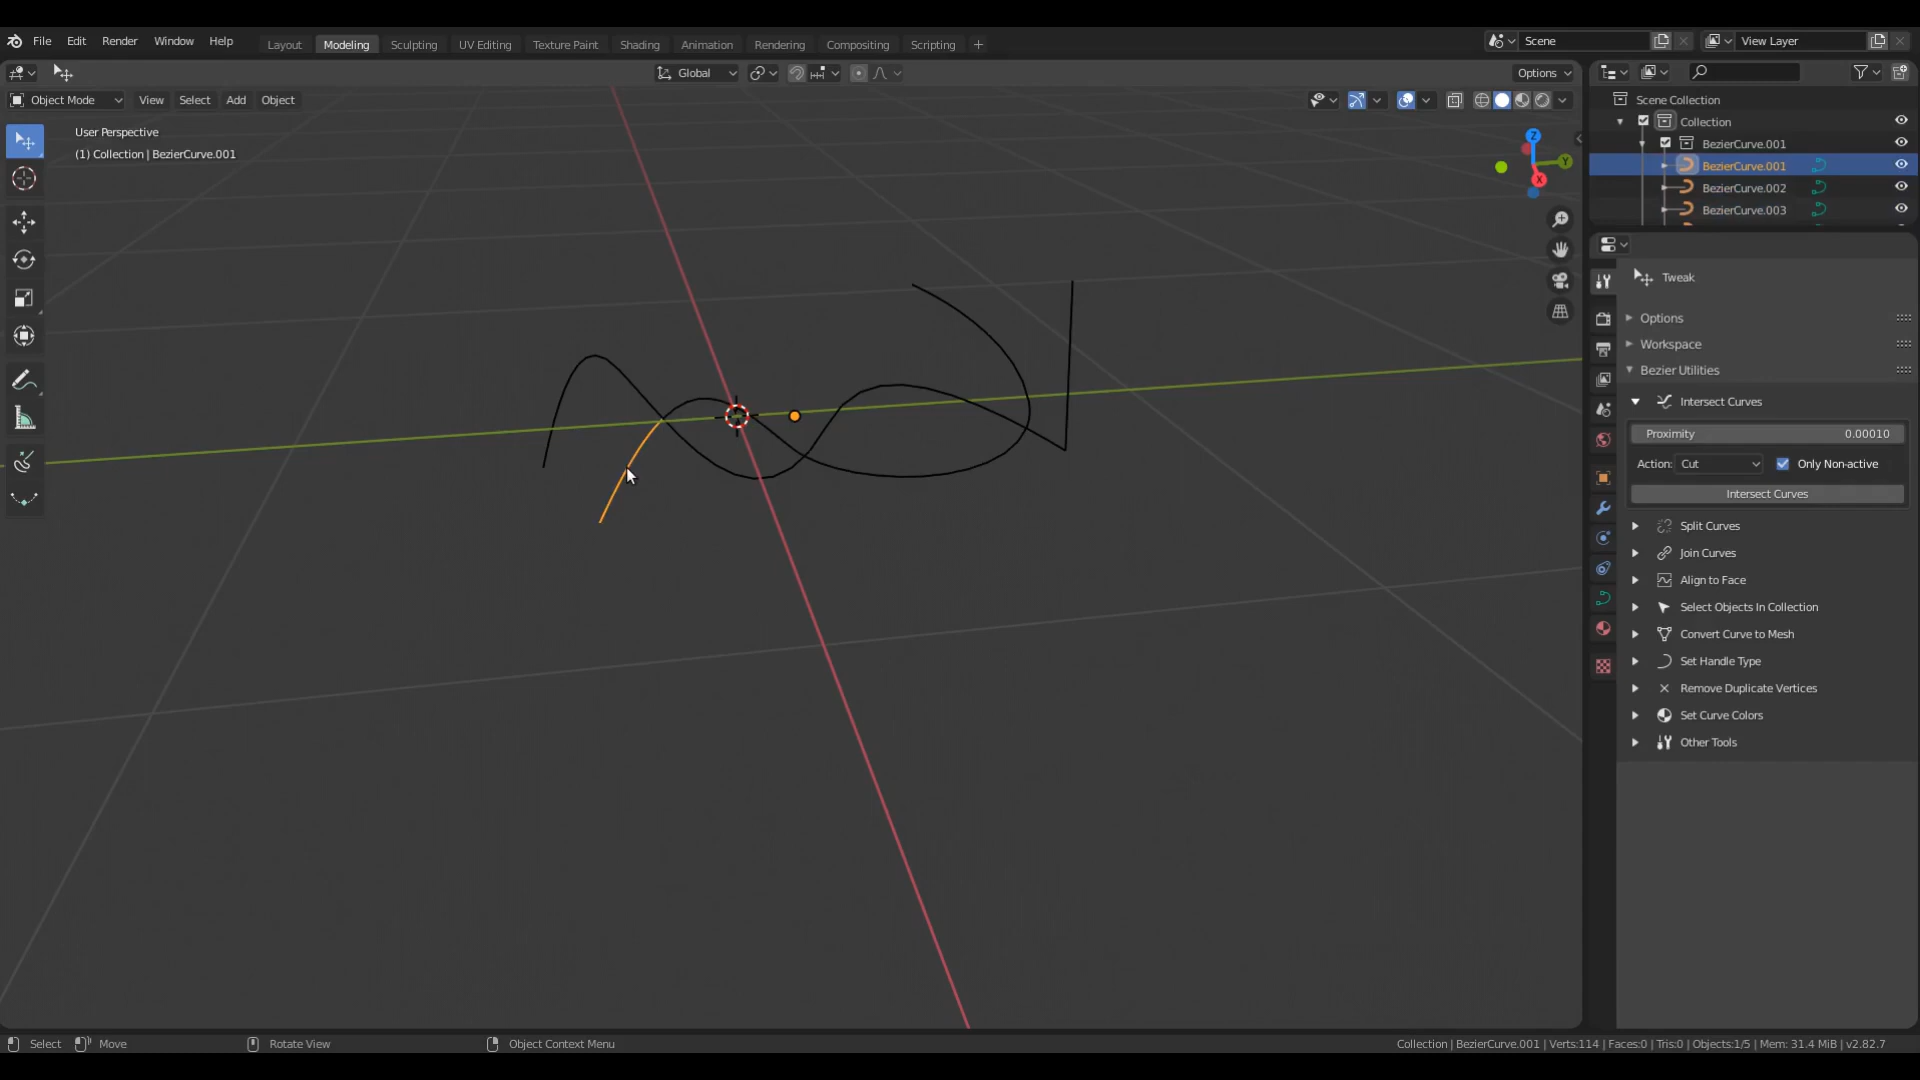 File Edit Render Window Help Layout Modeling Sculpting UV Editing Texture Paint Shading Animation Rendering Compositing Scripting + Scene View Layer
Global Options
Object Mode View Select Add Object
User Perspective
(1) Collection | BezierCurve.001
Z
Y
X
Scene Collection
Collection
BezierCurve.001
BezierCurve.001
BezierCurve.002
BezierCurve.003
Tweak
Options
Workspace
Bezier Utilities
Intersect Curves
Proximity 0.00010
Action: Cut Only Non-active
Intersect Curves
Split Curves
Join Curves
Align to Face
Select Objects In Collection
Convert Curve to Mesh
Set Handle Type
Remove Duplicate Vertices
Set Curve Colors
Other Tools
Select Move Rotate View Object Context Menu Collection | BezierCurve.001 | Verts:114 | Faces:0 | Tris:0 | Objects:1/5 | Mem: 31.4 MiB | v2.82.7